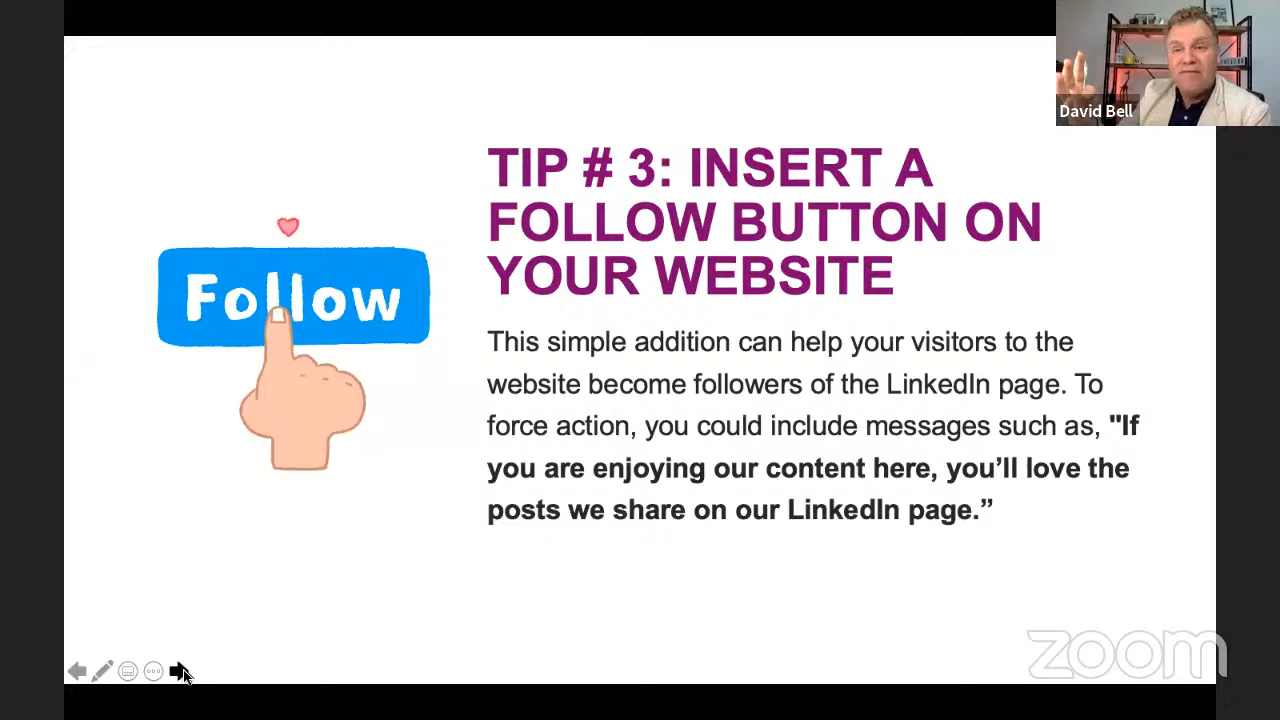 David Bell
TIP # 3: INSERT A
FOLLOW BUTTON ON
YOUR WEBSITE
Follow
This simple addition can help your visitors to the
website become followers of the LinkedIn page. To
force action, you could include messages such as, "If
you are enjoying our content here, you’ll love the
posts we share on our LinkedIn page.”
zoom